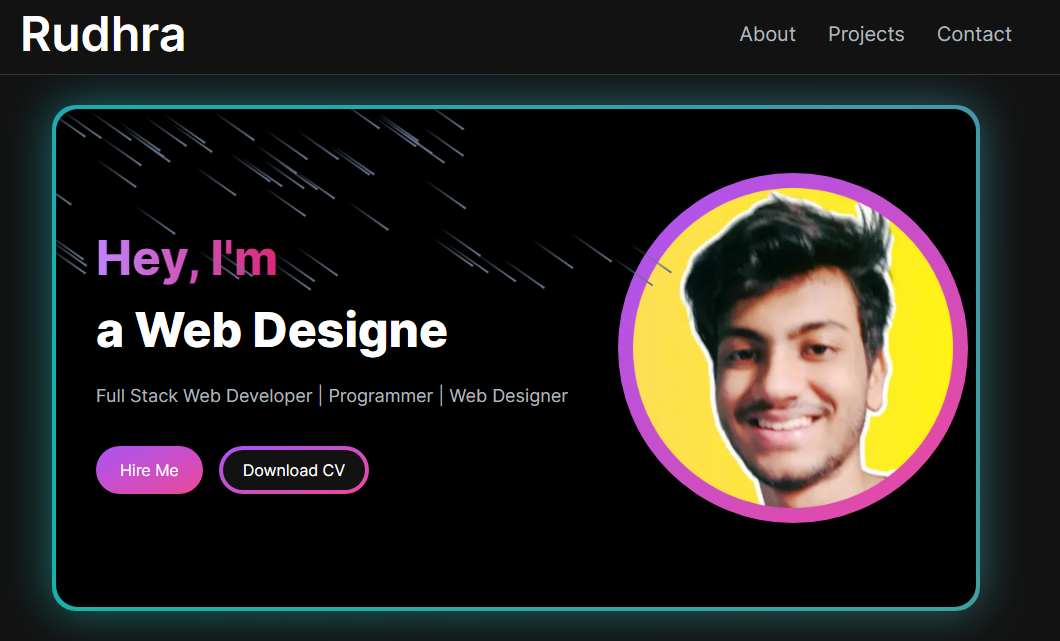 Rudhra
About Projects Contact
Hey, I'm
a Web Designe
Full Stack Web Developer | Programmer | Web Designer
Hire Me Download CV